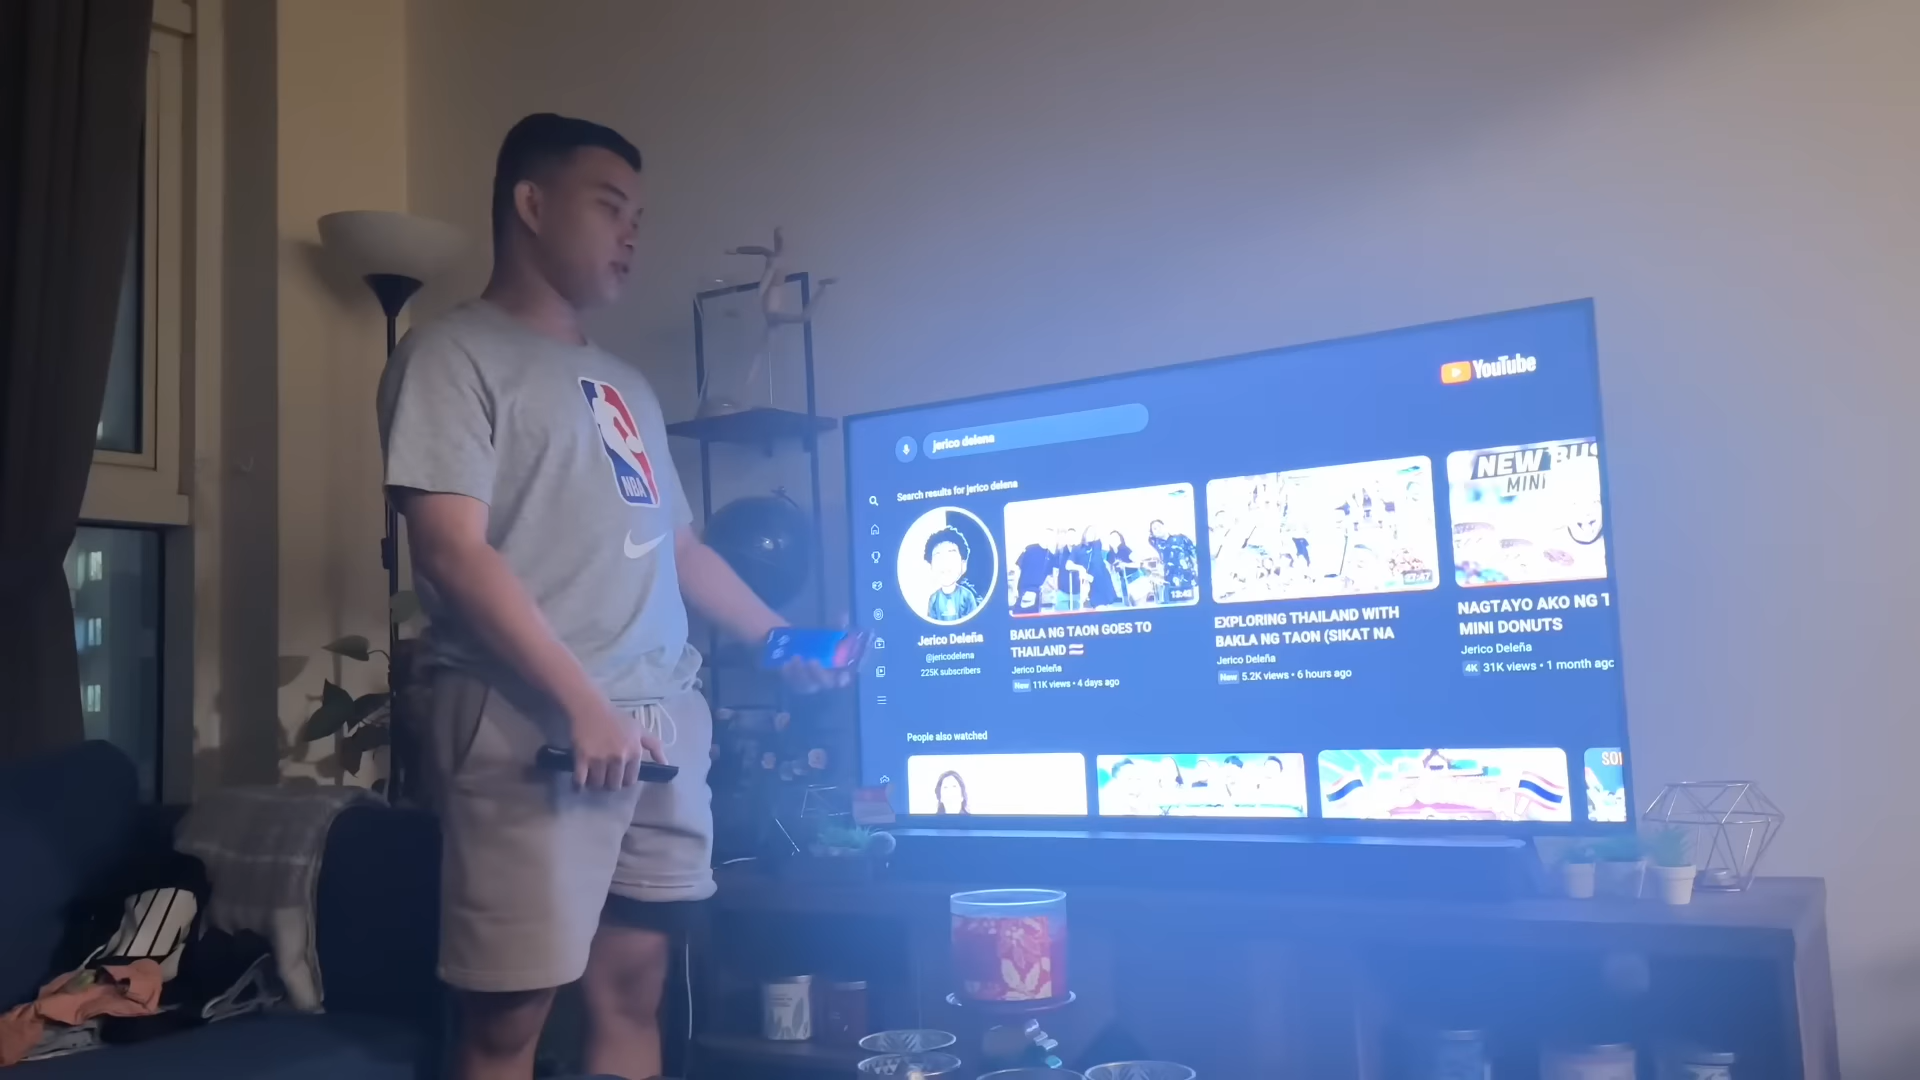 NBA
YouTube
jerico delena
Search results for jerico delena
Jerico Deleña
@jericodelena
225K subscribers
12:42
BAKLA NG TAON GOES TO
THAILAND
Jerico Deleña
New 11K views • 4 days ago
EXPLORING THAILAND WITH
BAKLA NG TAON (SIKAT NA
Jerico Deleña
New 5.2K views • 6 hours ago
NEW BUS
MINI
NAGTAYO AKO NG T
MINI DONUTS
Jerico Deleña
4K 31K views • 1 month ago
People also watched